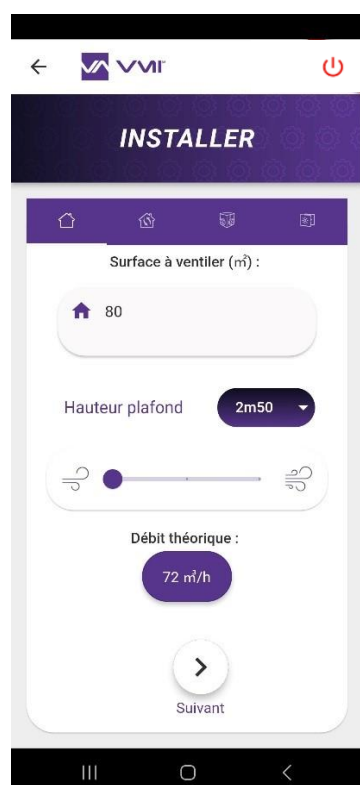 VMI
INSTALLER
Surface à ventiler (㎡) :
80
Hauteur plafond
2m50
Débit théorique :
72 ㎥/h
Suivant